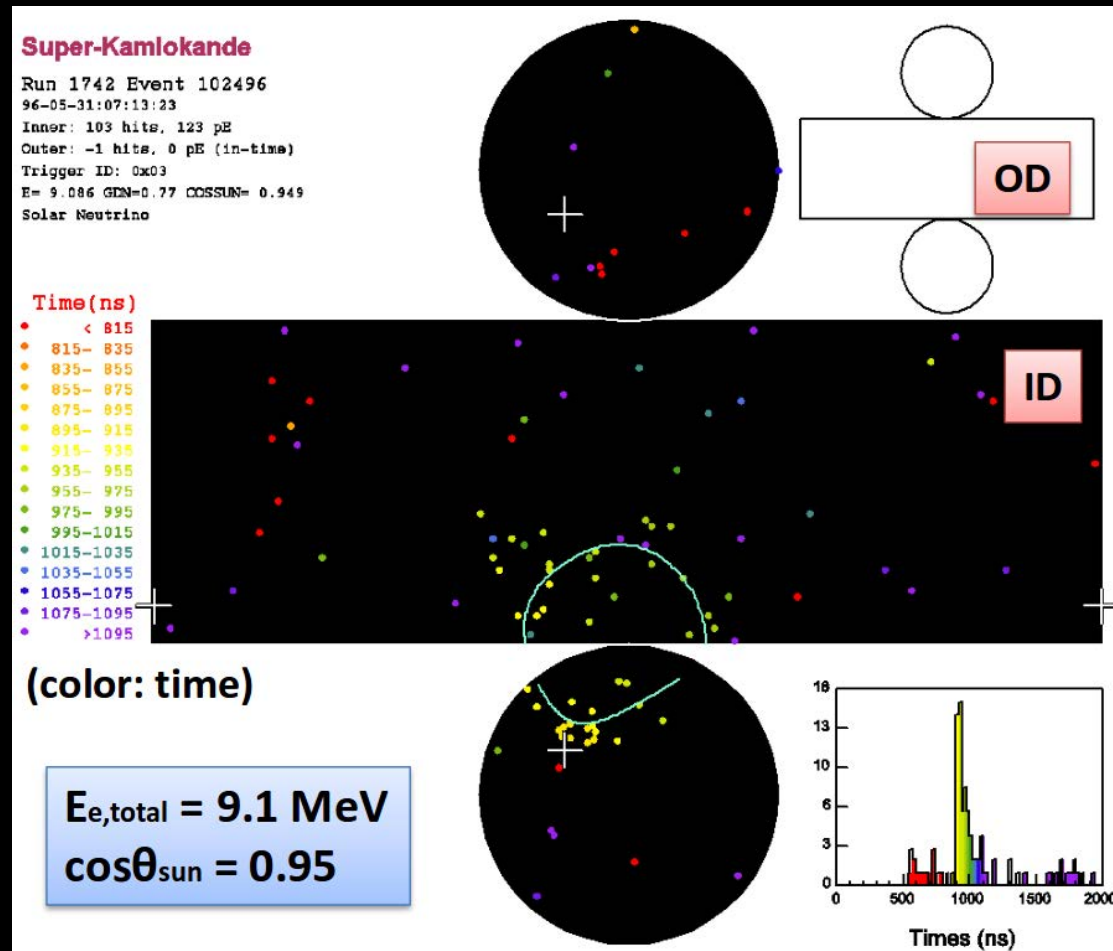 Super-Kamlokande
Run 1742 Event 102496
96-05-31:07:13:23
Inner: 103 hits, 123 pE
Outer: -1 hits, 0 pE (in-time)
Trigger ID: 0x03
E= 9.086 GDN=0.77 COSSUN= 0.949
Solar Neutrino
OD
Time(ns)
< 815
815- 835
835- 855
855- 875
875- 895
895- 915
915- 935
935- 955
955- 975
975- 995
995-1015
1015-1035
1035-1055
1055-1075
1075-1095
>1095
ID
(color: time)
Ee,total = 9.1 MeV
cosθsun = 0.95
16
13
10
6
3
0
0 500 1000 1500 2000
Times (ns)